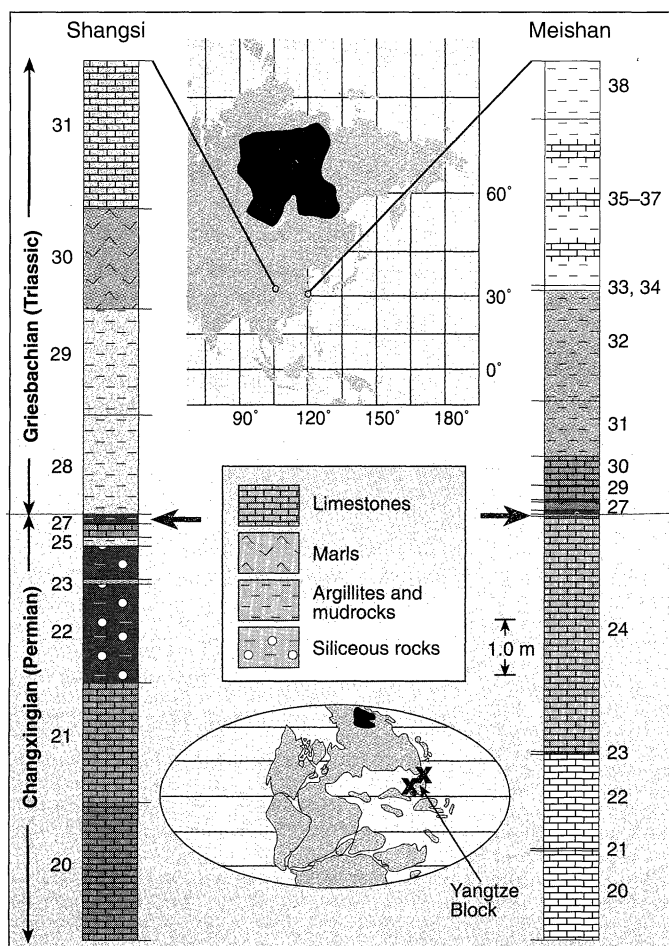 Shangsi
Meishan
Griesbachian (Triassic)
Changxingian (Permian)
31
30
29
28
27
25
23
22
21
20
60°
30°
0°
90° 120° 150° 180°
Limestones
Marls
Argillites and
mudrocks
Siliceous rocks
1.0 m
X
X
Yangtze
Block
38
35–37
33, 34
32
31
30
29
27
24
23
22
21
20